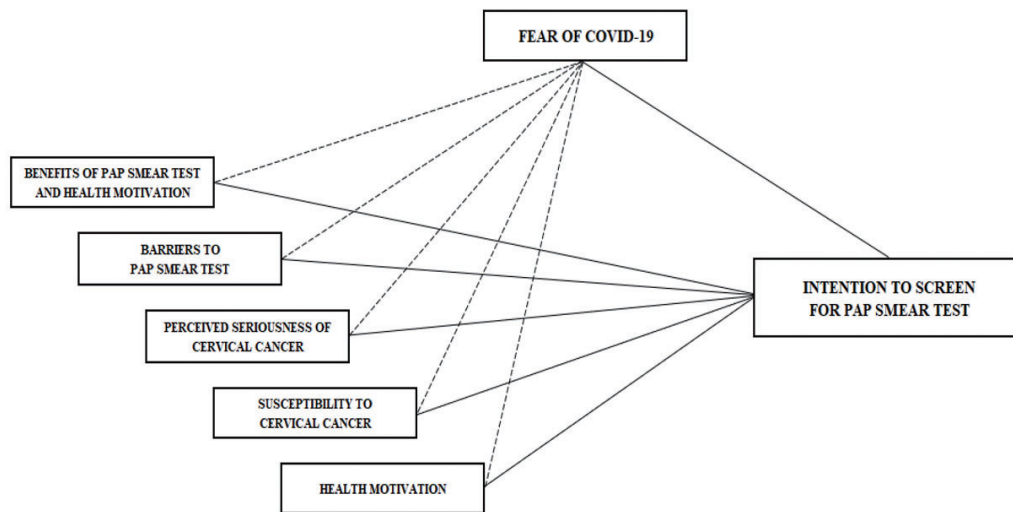 FEAR OF COVID-19
BENEFITS OF PAP SMEAR TEST
AND HEALTH MOTIVATION
BARRIERS TO
PAP SMEAR TEST
INTENTION TO SCREEN
FOR PAP SMEAR TEST
PERCEIVED SERIOUSNESS OF
CERVICAL CANCER
SUSCEPTIBILITY TO
CERVICAL CANCER
HEALTH MOTIVATION